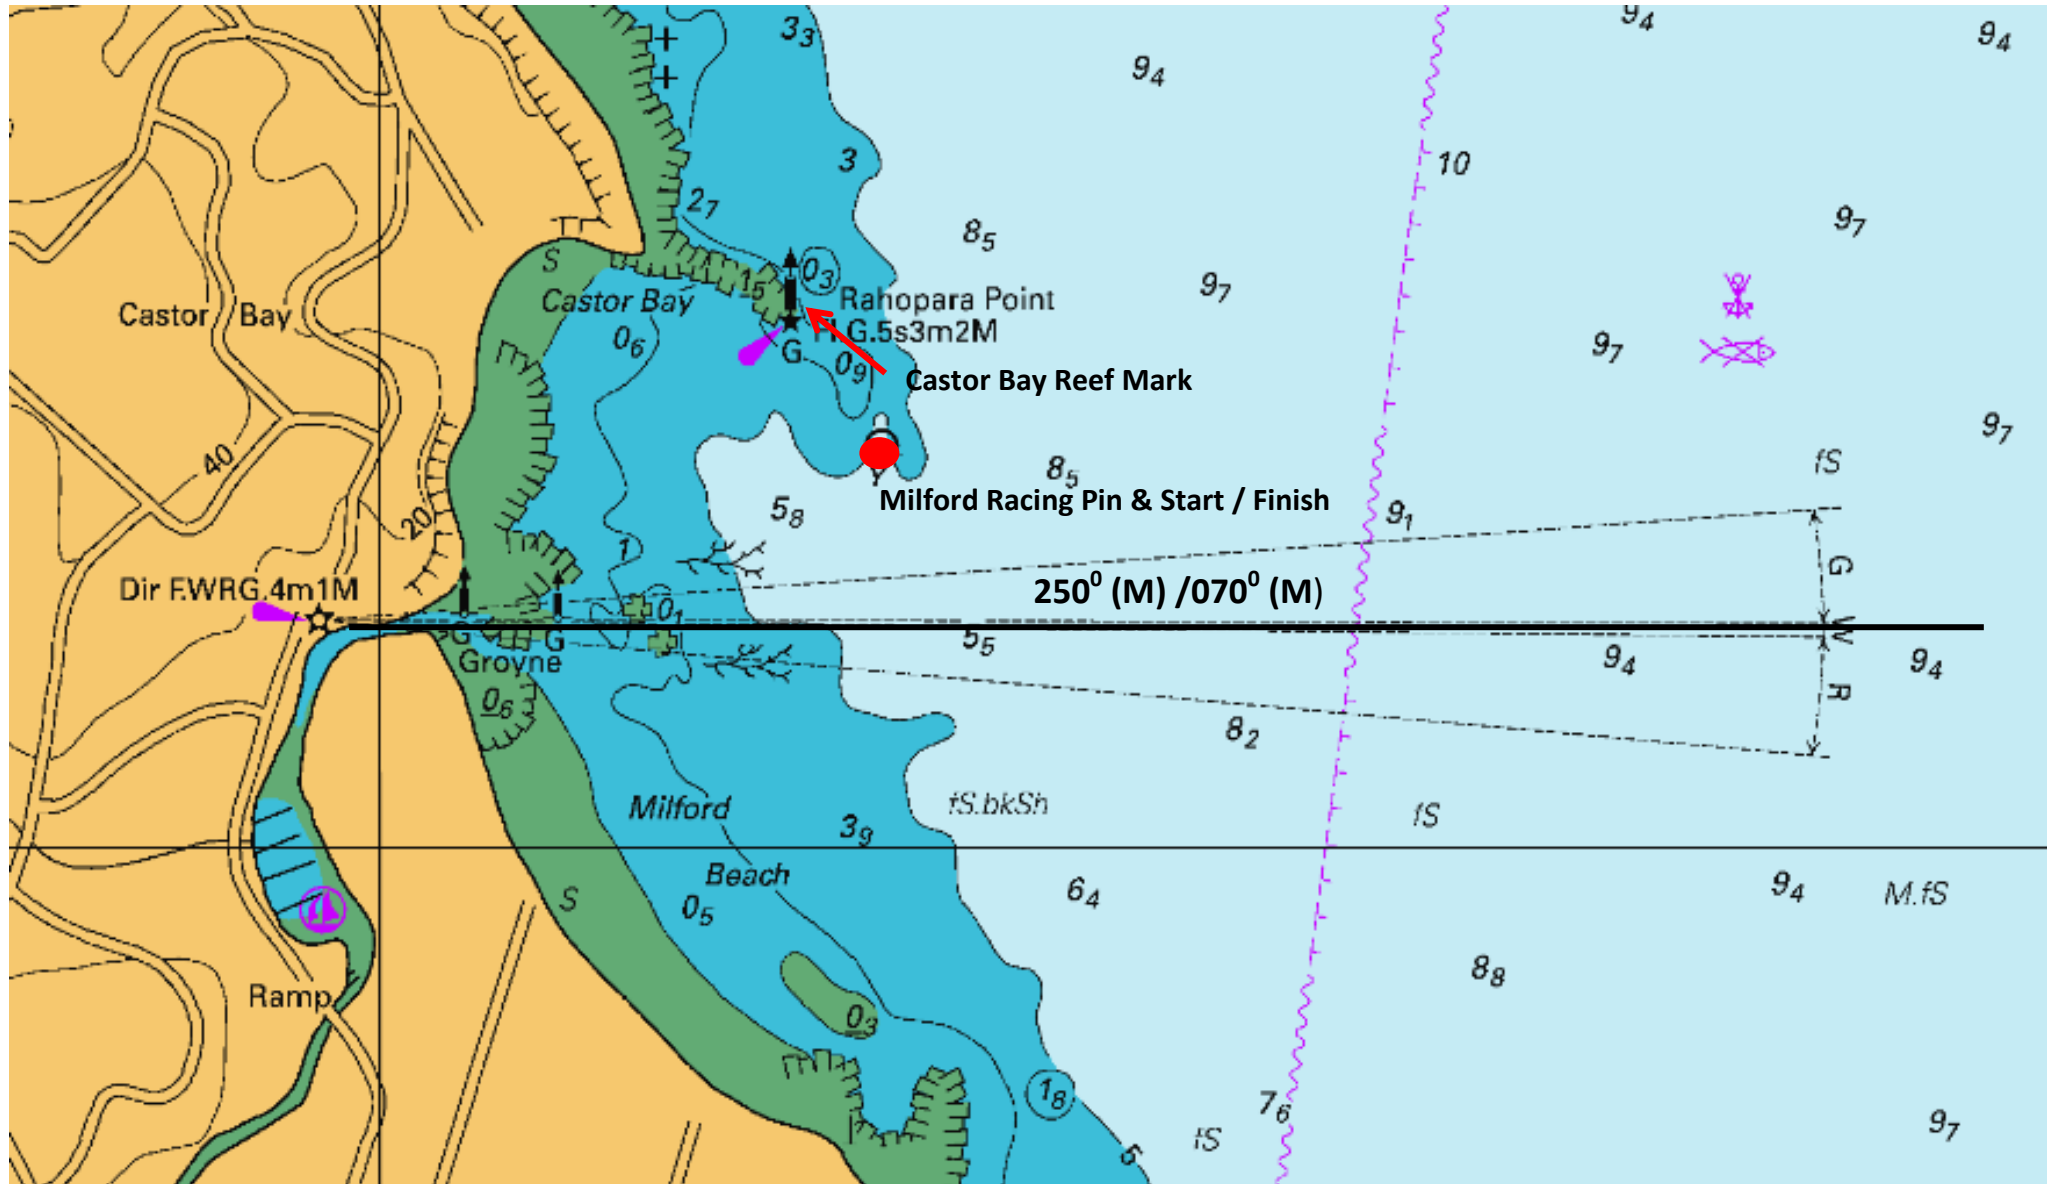 3₃
9₄
9₄
9₄
3
10
2₇
8₅
9₇
S
0₃
1₅
9₇
Castor Bay
Rahopara Point
Castor Bay
Fl.G.5s3m2M
0₆
G
0₉
9₇
Castor Bay Reef Mark
9₇
40
fS
8₅
Y
Milford Racing Pin & Start / Finish
5₈
9₁
20
1
G
Dir F.WRG.4m1M
250⁰ (M) /070⁰ (M)
0₁
W
G
G
5₅
Groyne
9₄
9₄
0₆
R
8₂
Milford
fS.bkSh
fS
3₉
Beach
6₄
9₄
M.fS
S
0₅
8₈
Ramp
0₃
1₈
7₆
9₇
fS